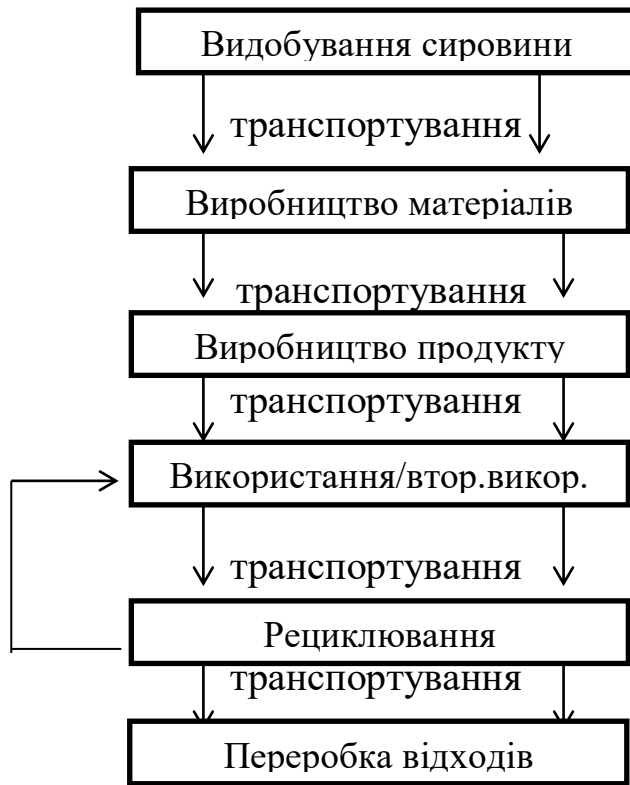 Видобування сировини
транспортування
Виробництво матеріалів
транспортування
Виробництво продукту
транспортування
Використання/втор.викор.
транспортування
Рециклювання
транспортування
Переробка відходів